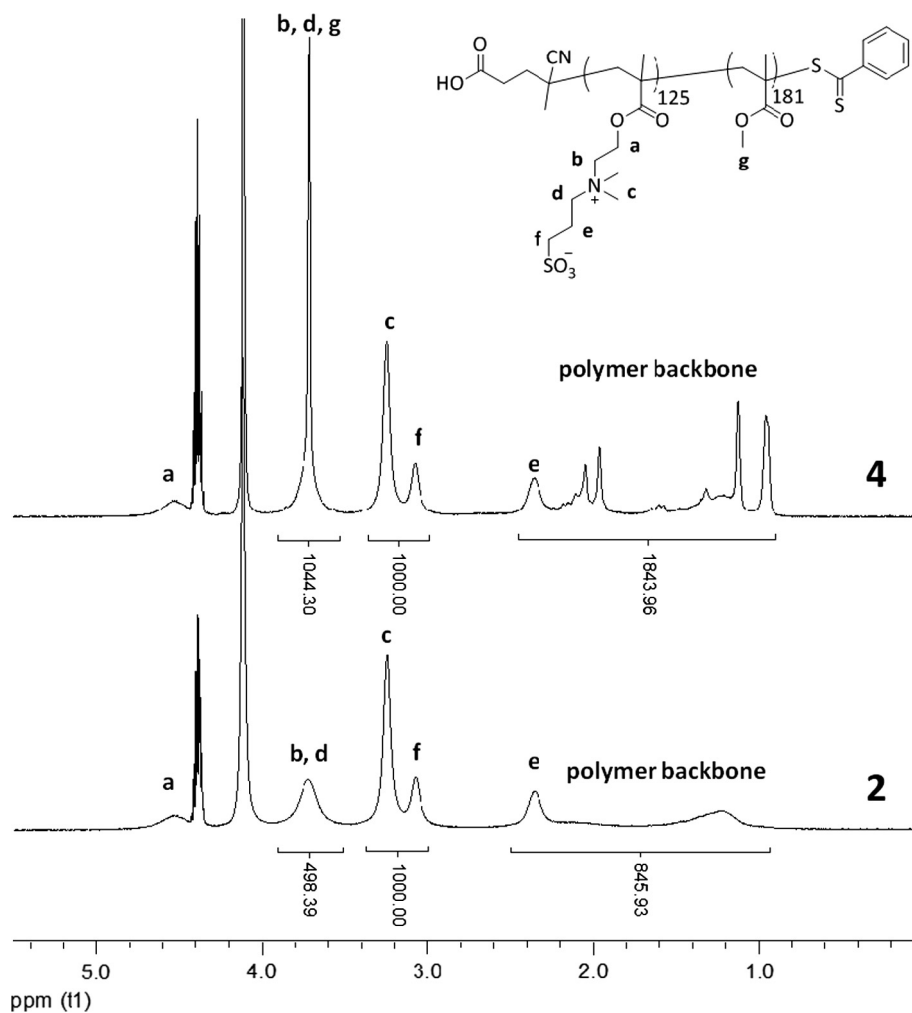 b, d, g
O
HO
CN
125
O
O
a
b
N
+
c
d
e
f
SO3
−
181
O
O
g
S
S
c
f
a
e
polymer backbone
4
1044.30
1000.00
1843.96
c
b, d
f
a
e
polymer backbone
2
498.39
1000.00
845.93
5.0 4.0 3.0 2.0 1.0
ppm (t1)